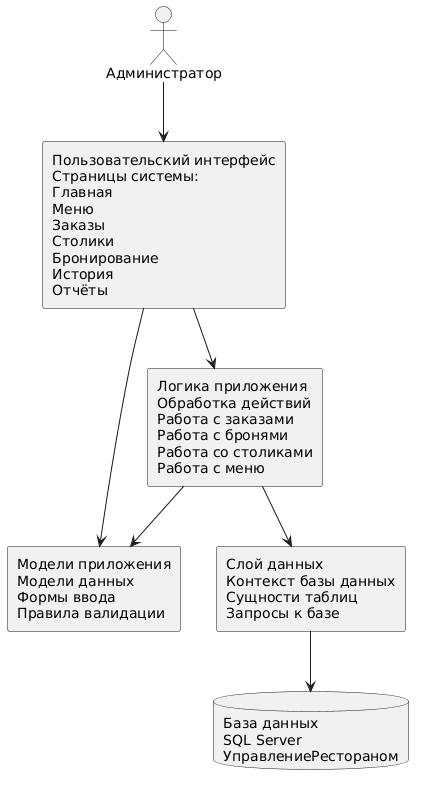 Администратор
Пользовательский интерфейс
Страницы системы:
Главная
Меню
Заказы
Столики
Бронирование
История
Отчёты
Логика приложения
Обработка действий
Работа с заказами
Работа с бронями
Работа со столиками
Работа с меню
Модели приложения
Модели данных
Формы ввода
Правила валидации
Слой данных
Контекст базы данных
Сущности таблиц
Запросы к базе
База данных
SQL Server
УправлениеРестораном